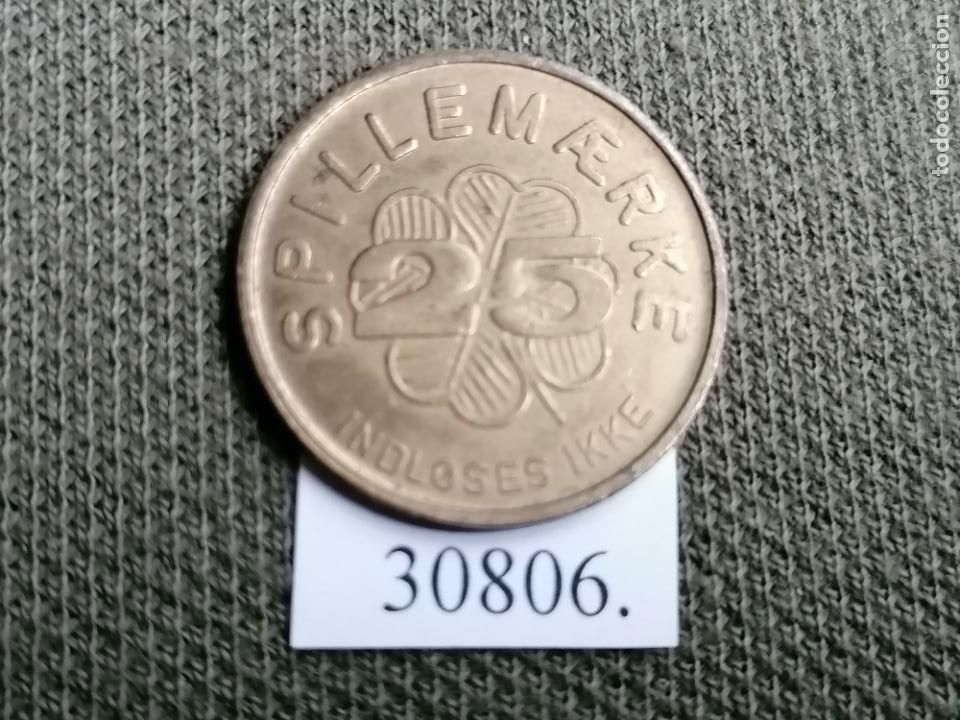 SPILLEMÆRKE
25
INDLØSES IKKE
30806.
todocoleccion